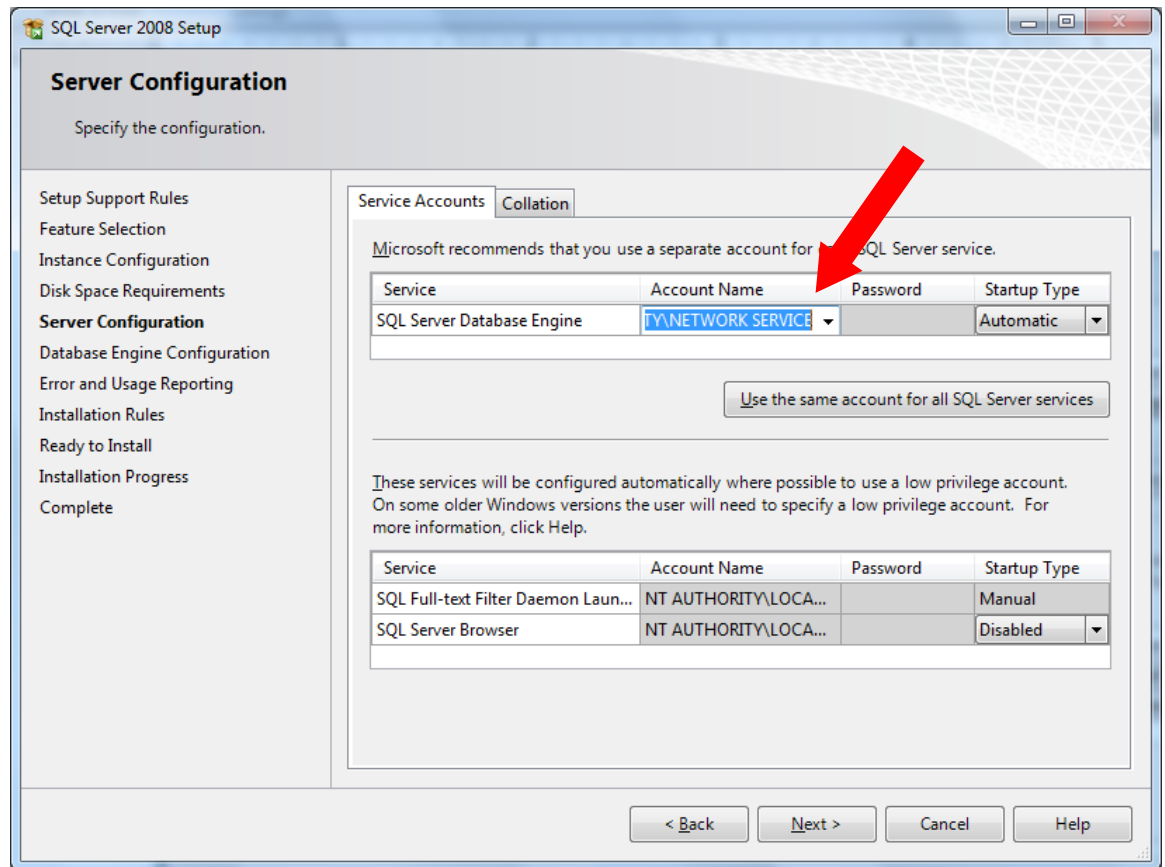 SQL Server 2008 Setup
Server Configuration
Specify the configuration.
Setup Support Rules
Feature Selection
Instance Configuration
Disk Space Requirements
Server Configuration
Database Engine Configuration
Error and Usage Reporting
Installation Rules
Ready to Install
Installation Progress
Complete
Service Accounts Collation
Microsoft recommends that you use a separate account for SQL Server service.
Service Account Name Password Startup Type
SQL Server Database Engine TY\NETWORK SERVICE Automatic
Use the same account for all SQL Server services
These services will be configured automatically where possible to use a low privilege account.
On some older Windows versions the user will need to specify a low privilege account. For
more information, click Help.
Service Account Name Password Startup Type
SQL Full-text Filter Daemon Laun... NT AUTHORITY\LOCA... Manual
SQL Server Browser NT AUTHORITY\LOCA... Disabled
< Back Next > Cancel Help